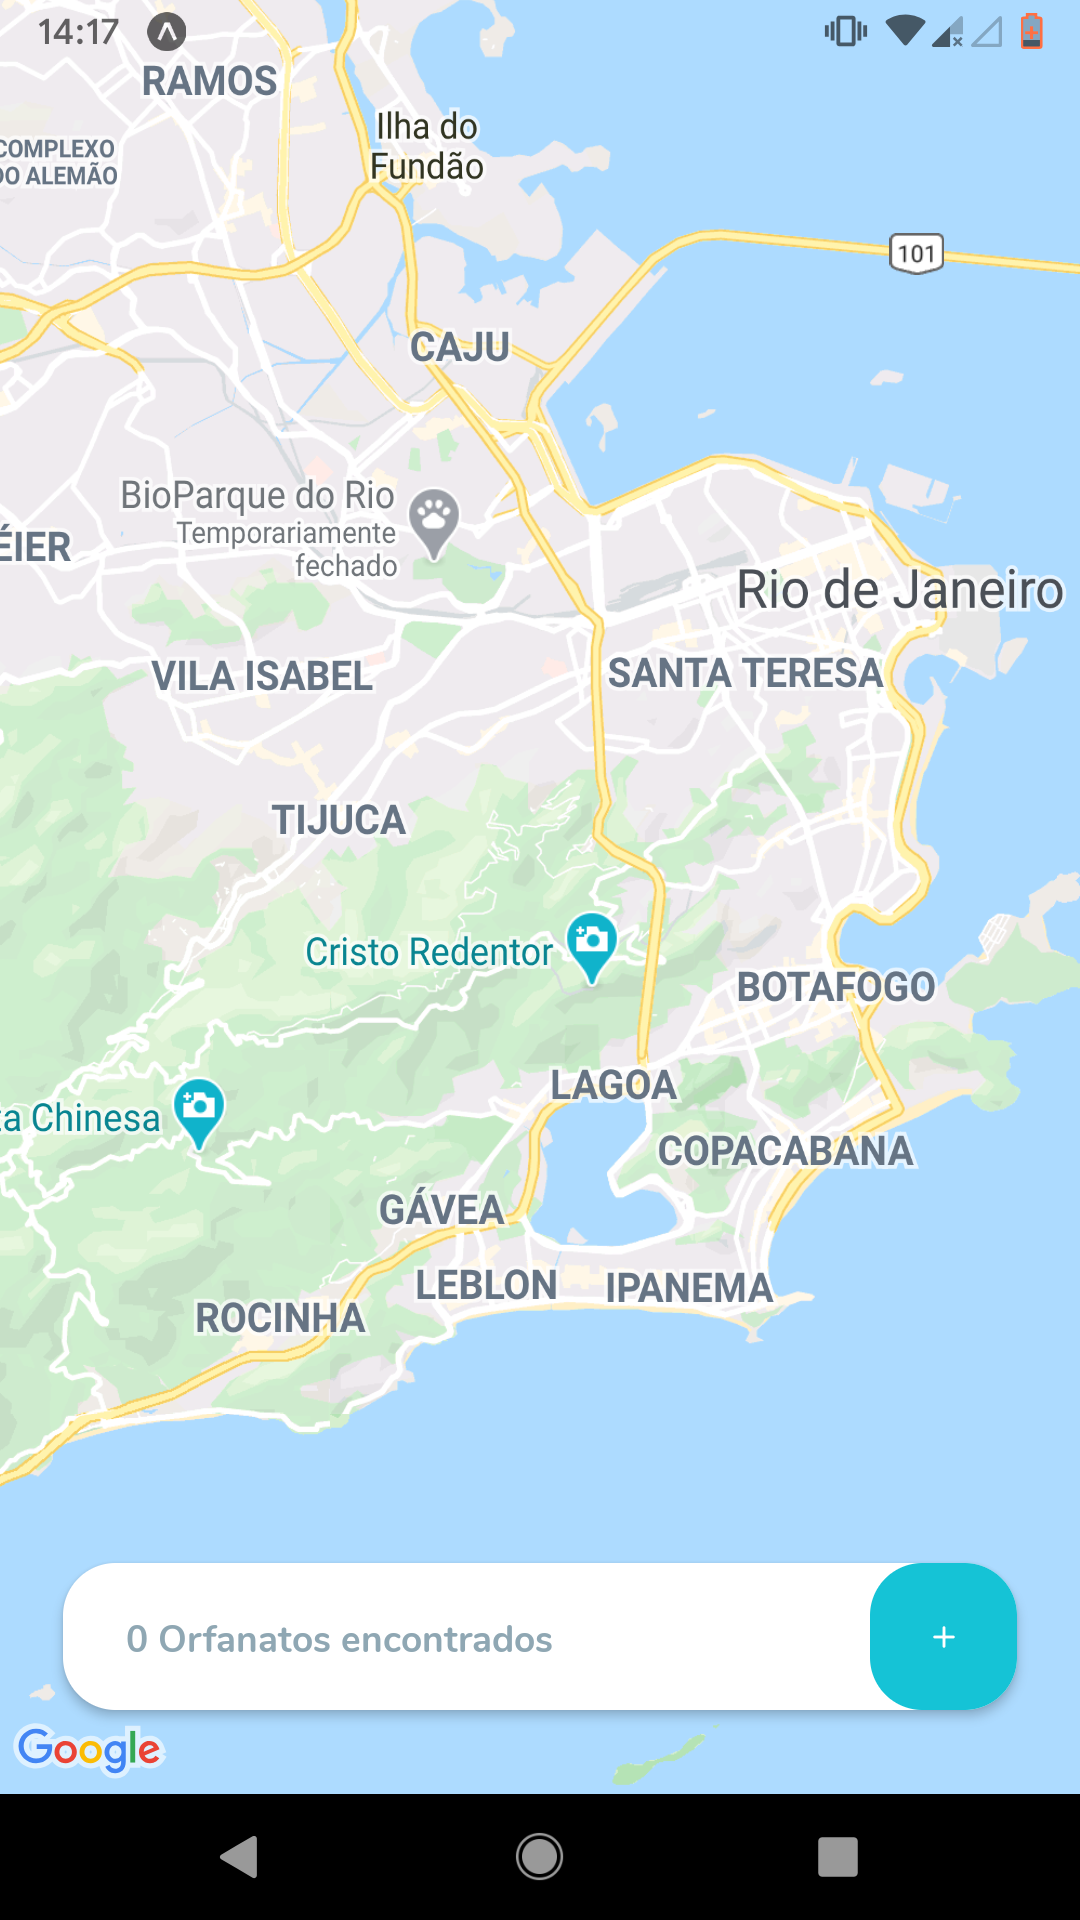 14:17
RAMOS
Ilha do
Fundão
COMPLEXO
DO ALEMÃO
101
CAJU
BioParque do Rio
Temporariamente
fechado
ÉIER
Rio de Janeiro
VILA ISABEL
SANTA TERESA
TIJUCA
Cristo Redentor
BOTAFOGO
LAGOA
ta Chinesa
COPACABANA
GÁVEA
LEBLON
IPANEMA
ROCINHA
0 Orfanatos encontrados
+
Google